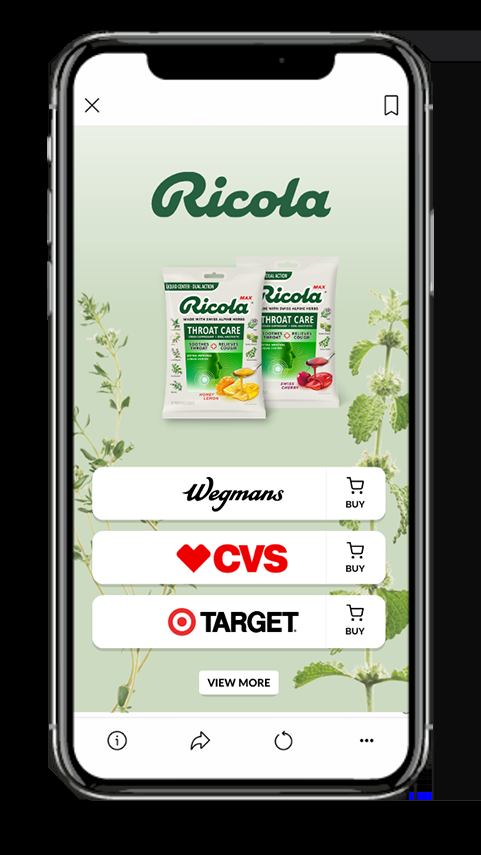 Ricola
LIQUID CENTER · DUAL ACTION
Ricola MAX
MADE WITH SWISS ALPINE HERBS
THROAT CARE
SOOTHES THROAT
RELIEVES COUGH
HONEY LEMON
DUAL ACTION
Ricola MAX
MADE WITH SWISS ALPINE HERBS
THROAT CARE
SOOTHES THROAT
RELIEVES COUGH
SWISS CHERRY
Wegmans
BUY
CVS
BUY
TARGET
BUY
VIEW MORE